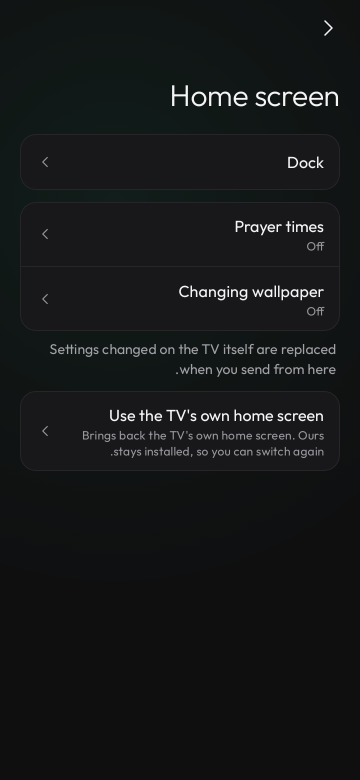 Home screen
Dock
Prayer times
Off
Changing wallpaper
Off
Settings changed on the TV itself are replaced
.when you send from here
Use the TV's own home screen
Brings back the TV's own home screen. Ours
.stays installed, so you can switch again